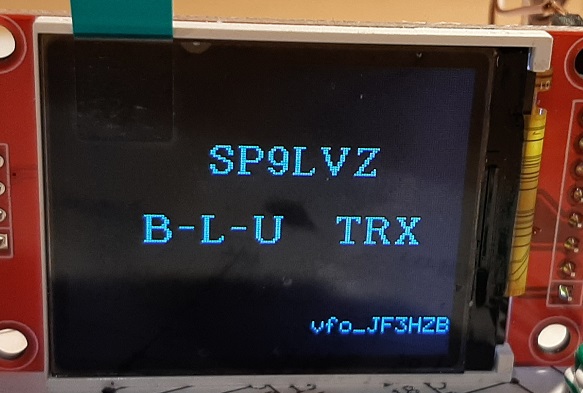 SP9LVZ
B-L-U TRX
vfo_JF3HZB